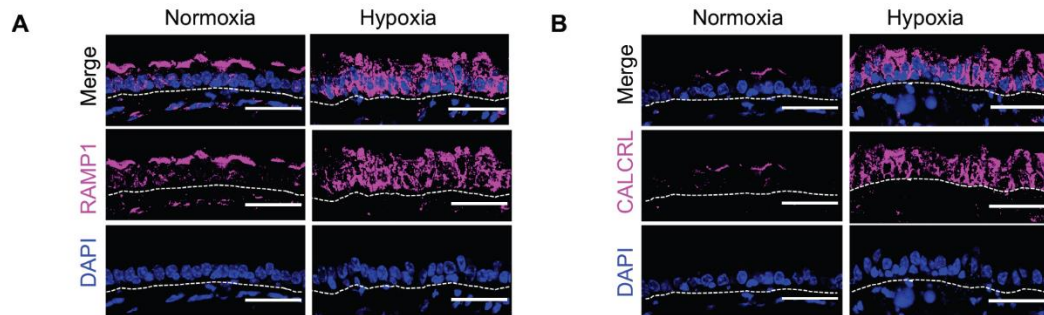 A
Normoxia
Hypoxia
Merge
RAMP1
DAPI
B
Normoxia
Hypoxia
Merge
CALCRL
DAPI